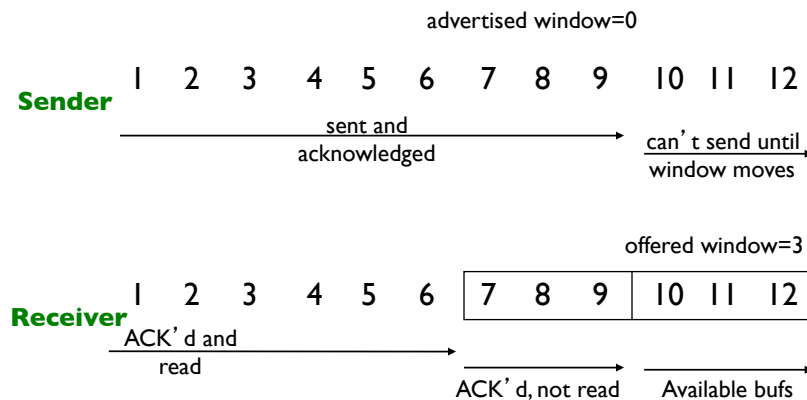 advertised window=0
1 2 3 4 5 6 7 8 9 10 11 12
Sender
sent and
acknowledged
can't send until
window moves
offered window=3
1 2 3 4 5 6 7 8 9 10 11 12
Receiver
ACK'd and
read
ACK'd, not read
Available bufs